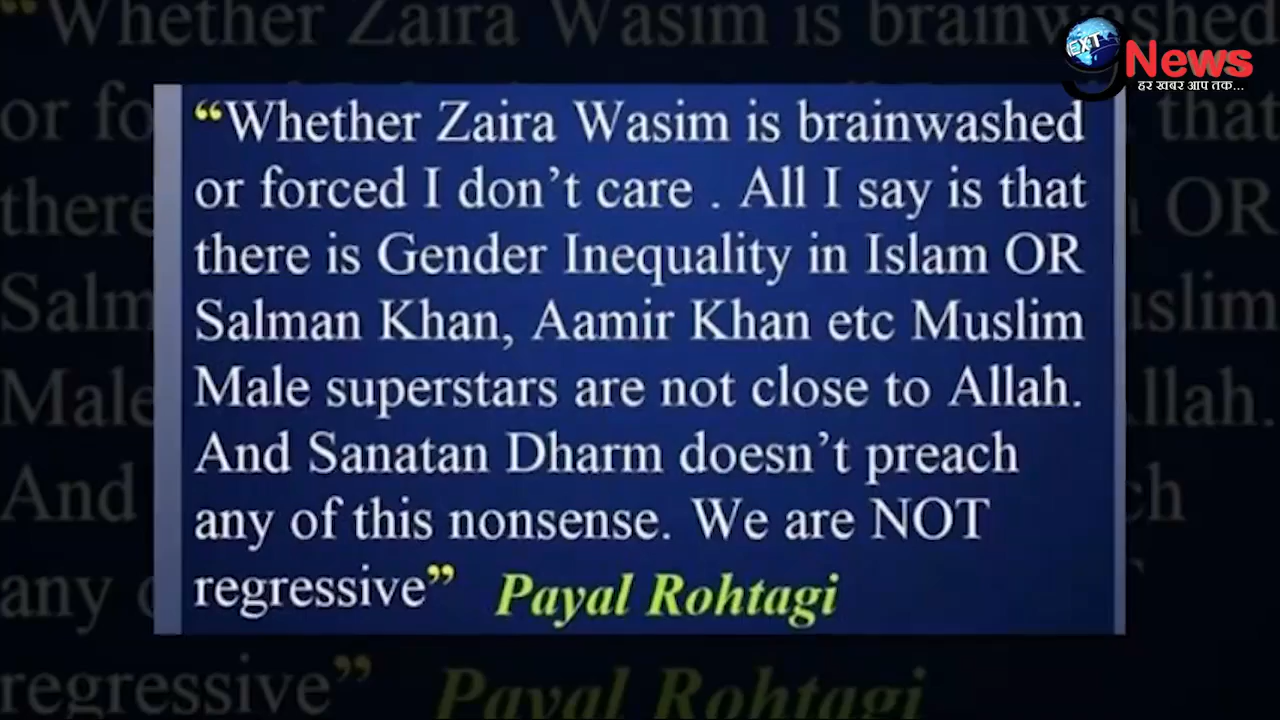 “Whether Zaira Wasim is brainwashed
or forced I don’t care . All I say is that
there is Gender Inequality in Islam OR
Salman Khan, Aamir Khan etc Muslim
Male superstars are not close to Allah.
And Sanatan Dharm doesn’t preach
any of this nonsense. We are NOT
regressive” Payal Rohtagi
EXT
9 News
हर खबर आप तक...